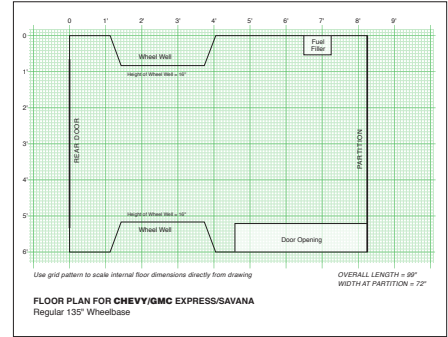 0 1' 2' 3' 4' 5' 6' 7' 8' 9'
0
Fuel
Filler
Wheel Well
1'
Height of Wheel Well = 16"
2'
REAR DOOR
PARTITION
3'
4'
5'
Height of Wheel Well = 16"
Wheel Well
Door Opening
6'
Use grid pattern to scale internal floor dimensions directly from drawing
OVERALL LENGTH = 99"
WIDTH AT PARTITION = 72"
FLOOR PLAN FOR CHEVY/GMC EXPRESS/SAVANA
Regular 135" Wheelbase